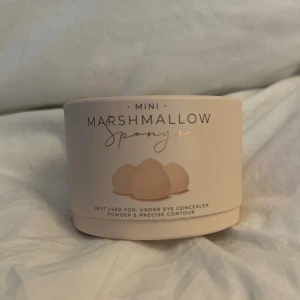 - MINI -
MARSHMALLOW
Sponge
BEST USED FOR: UNDER EYE CONCEALER,
POWDER & PRECISE CONTOUR